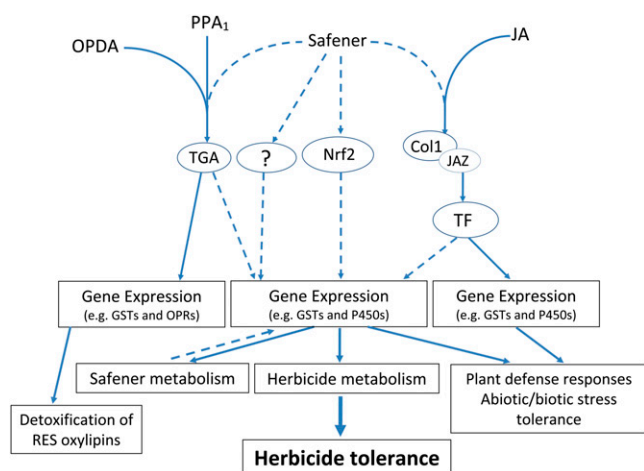 PPA₁
OPDA
Safener
JA
TGA
?
Nrf2
Col1
JAZ
TF
Gene Expression
(e.g. GSTs and OPRs)
Gene Expression
(e.g. GSTs and P450s)
Gene Expression
(e.g. GSTs and P450s)
Safener metabolism
Herbicide metabolism
Plant defense responses
Abiotic/biotic stress
tolerance
Detoxification of
RES oxylipins
Herbicide tolerance